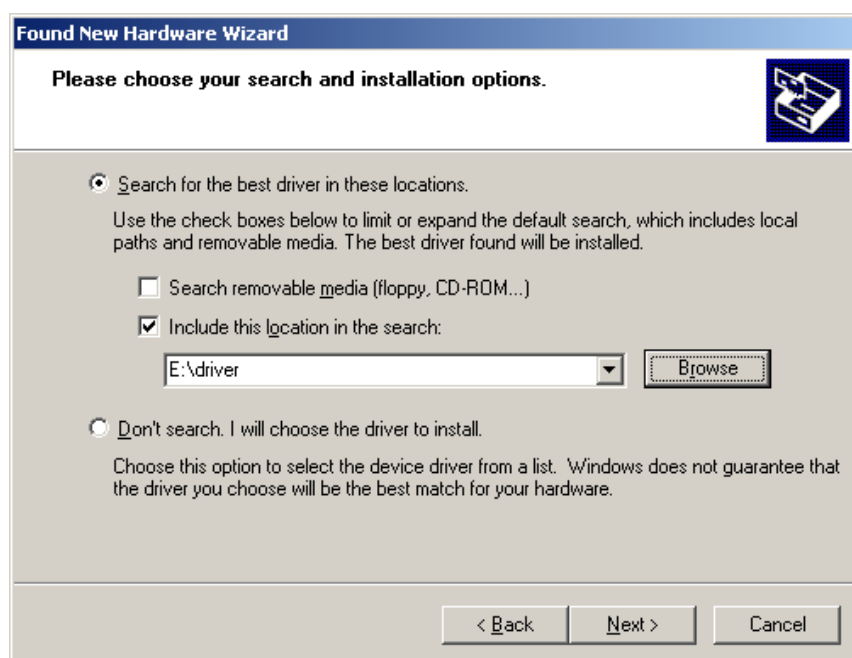 Found New Hardware Wizard
Please choose your search and installation options.
Search for the best driver in these locations.
Use the check boxes below to limit or expand the default search, which includes local
paths and removable media. The best driver found will be installed.
Search removable media (floppy, CD-ROM...)
Include this location in the search:
E:\driver
Browse
Don't search. I will choose the driver to install.
Choose this option to select the device driver from a list. Windows does not guarantee that
the driver you choose will be the best match for your hardware.
< Back
Next >
Cancel